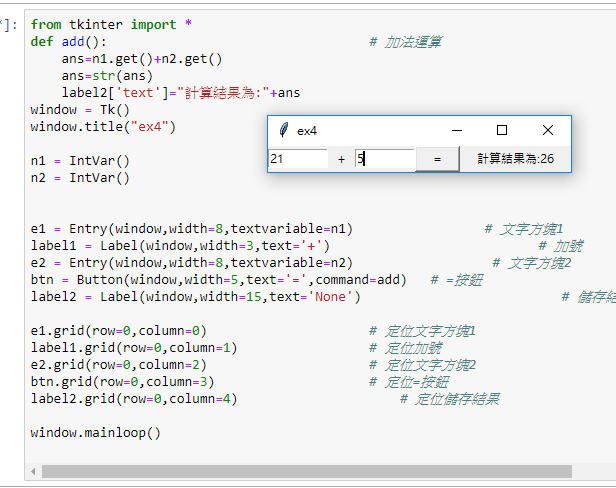 *]: from tkinter import *
def add():                                 # 加法運算
    ans=n1.get()+n2.get()
    ans=str(ans)
    label2['text']="計算結果為:"+ans
window = Tk()
window.title("ex4")
ex4
n1 = IntVar()
21 + 5 = 計算結果為:26
n2 = IntVar()
e1 = Entry(window,width=8,textvariable=n1)                 # 文字方塊1
label1 = Label(window,width=3,text='+')                           # 加號
e2 = Entry(window,width=8,textvariable=n2)                  # 文字方塊2
btn = Button(window,width=5,text='=',command=add)   # =按鈕
label2 = Label(window,width=15,text='None')                          # 儲存結
e1.grid(row=0,column=0)                     # 定位文字方塊1
label1.grid(row=0,column=1)                 # 定位加號
e2.grid(row=0,column=2)                     # 定位文字方塊2
btn.grid(row=0,column=3)                    # 定位=按鈕
label2.grid(row=0,column=4)                     # 定位儲存結果
window.mainloop()